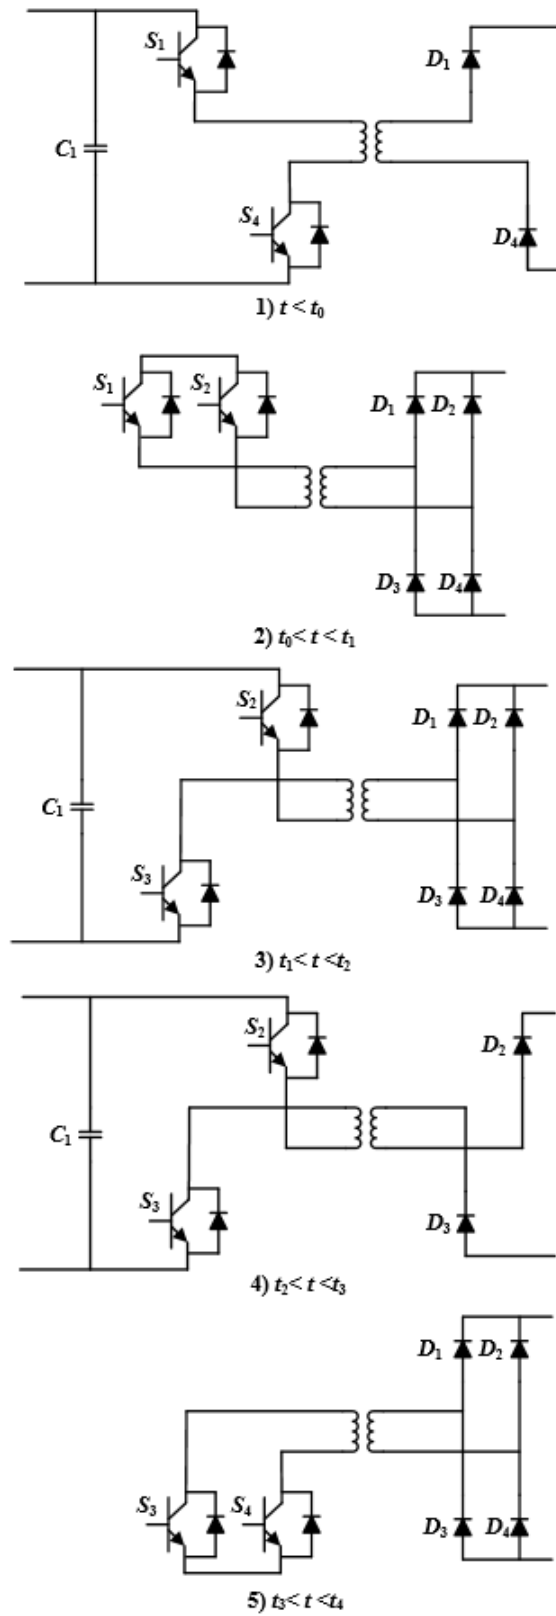 S1
D1
C1
S4
D4
1) t < t0
S1
S2
D1
D2
D3
D4
2) t0< t < t1
S2
D1
D2
C1
S3
D3
D4
3) t1< t <t2
S2
D2
C1
S3
D3
4) t2< t <t3
D1
D2
S3
S4
D3
D4
5) t3< t <t4